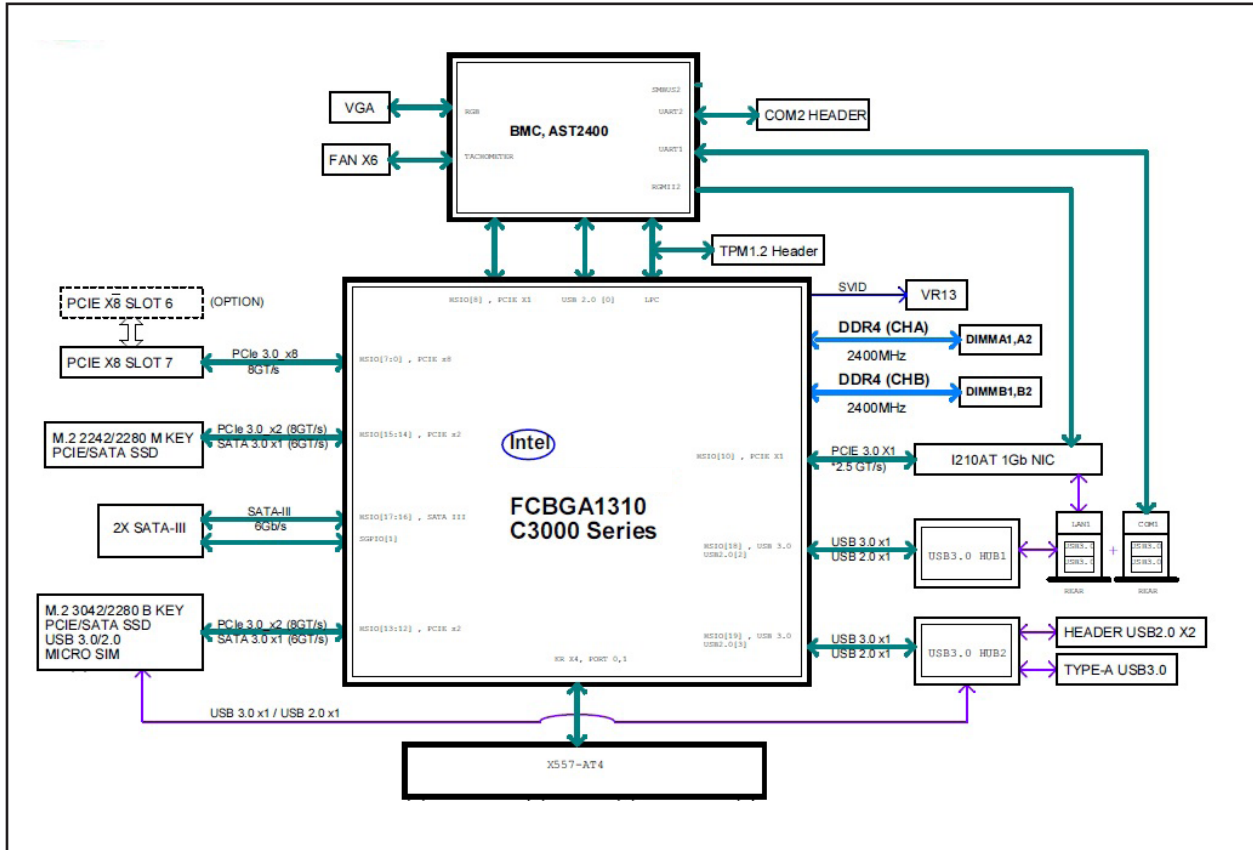 SMBUS2
VGA
RGB
UART2
COM2 HEADER
BMC, AST2400
FAN X6
TACHOMETER
UART1
RGMII2
TPM1.2 Header
PCIE X8 SLOT 6
(OPTION)
HSIO[8] , PCIE X1
USB 2.0 [0]
LPC
SVID
VR13
PCIE X8 SLOT 7
PCIe 3.0_x8
8GT/s
HSIO[7:0] , PCIE x8
DDR4 (CHA)
2400MHz
DIMMA1,A2
DDR4 (CHB)
2400MHz
DIMMB1,B2
M.2 2242/2280 M KEY
PCIE/SATA SSD
PCIe 3.0_x2 (8GT/s)
SATA 3.0 x1 (6GT/s)
HSIO[15:14] , PCIE x2
Intel
HSIO[10] , PCIE X1
PCIE 3.0 X1
*2.5 GT/s)
I210AT 1Gb NIC
FCBGA1310
C3000 Series
2X SATA-III
SATA-III
6Gb/s
HSIO[17:16] , SATA III
SGPIO[1]
HSIO[18] , USB 3.0
USB2.0[2]
USB 3.0 x1
USB 2.0 x1
USB3.0 HUB1
LAN1
USB3.0
USB3.0
REAR
+
COM1
USB3.0
USB3.0
REAR
M.2 3042/2280 B KEY
PCIE/SATA SSD
USB 3.0/2.0
MICRO SIM
PCIe 3.0_x2 (8GT/s)
SATA 3.0 x1 (6GT/s)
HSIO[13:12] , PCIE x2
HSIO[19] , USB 3.0
USB2.0[3]
USB 3.0 x1
USB 2.0 x1
USB3.0 HUB2
HEADER USB2.0 X2
TYPE-A USB3.0
KR X4, PORT 0,1
USB 3.0 x1 / USB 2.0 x1
X557-AT4